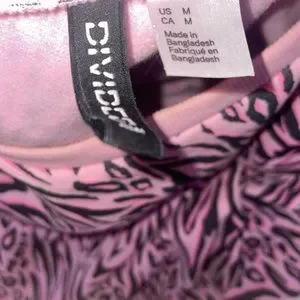 DIVIDED
US M
CA M
Made in
Bangladesh
Fabriqué en
Bangladesh